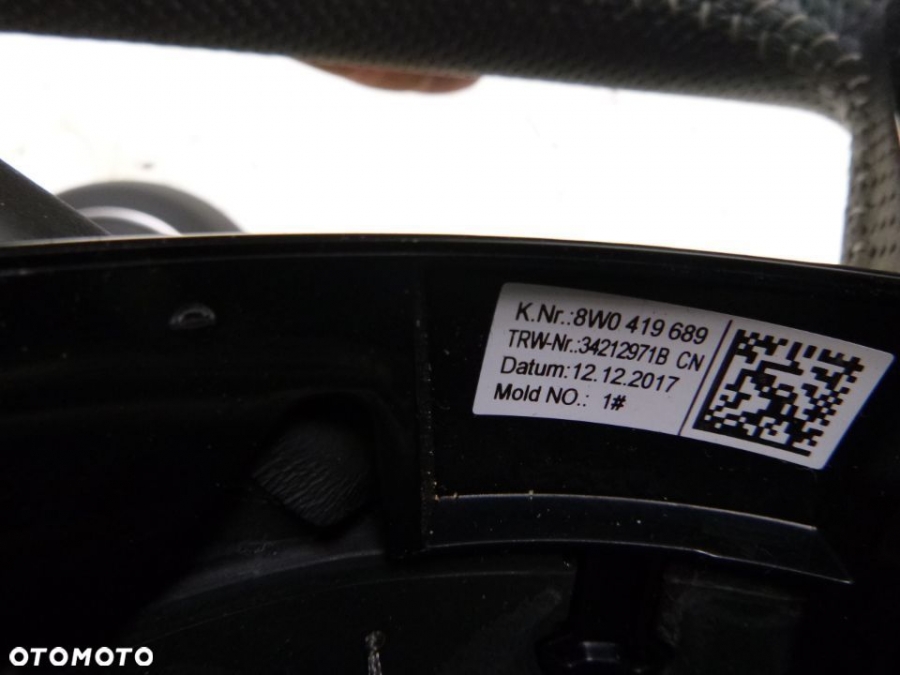 K.Nr.:8W0 419 689
TRW-Nr.:34212971B CN
Datum:12.12.2017
Mold NO.: 1#
OTOMOTO